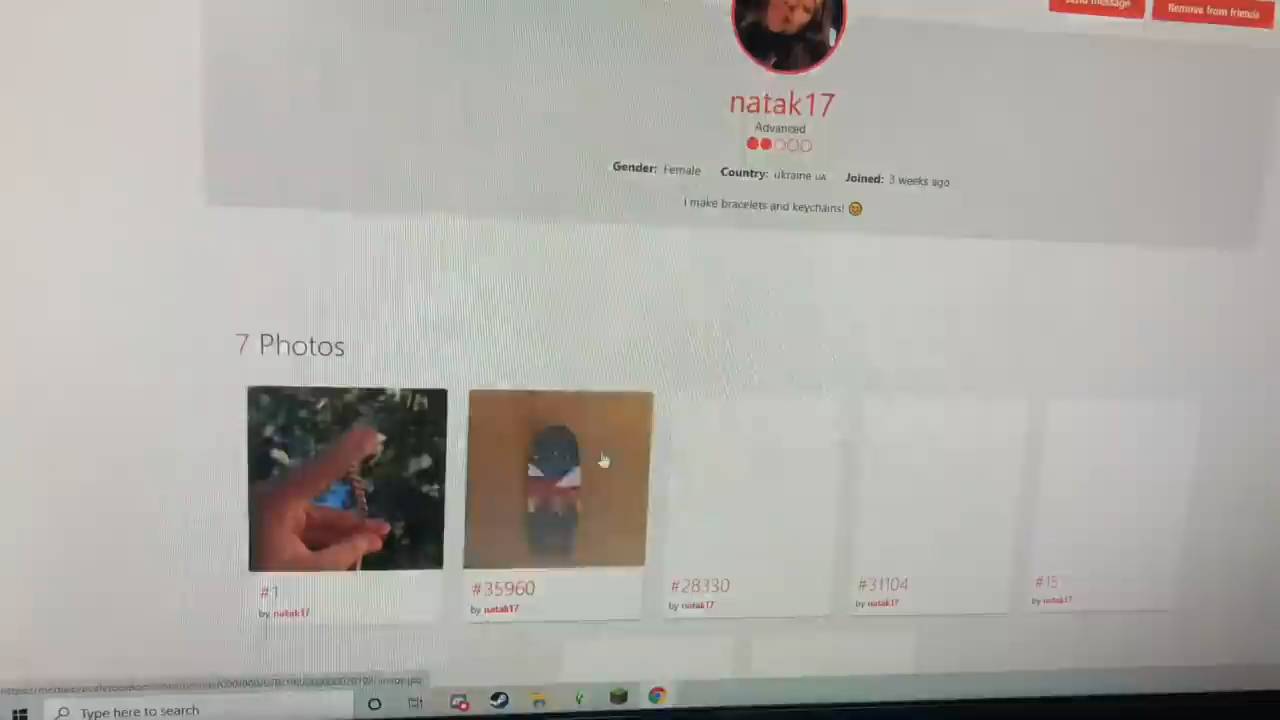 Send message
Remove from friends
natak17
Advanced
Gender: Female Country: ukraine UA Joined: 3 weeks ago
I make bracelets and keychains!
7 Photos
#1
by natak17
#35960
by natak17
#28330
by natak17
#31104
by natak17
#15
by natak17
Type here to search